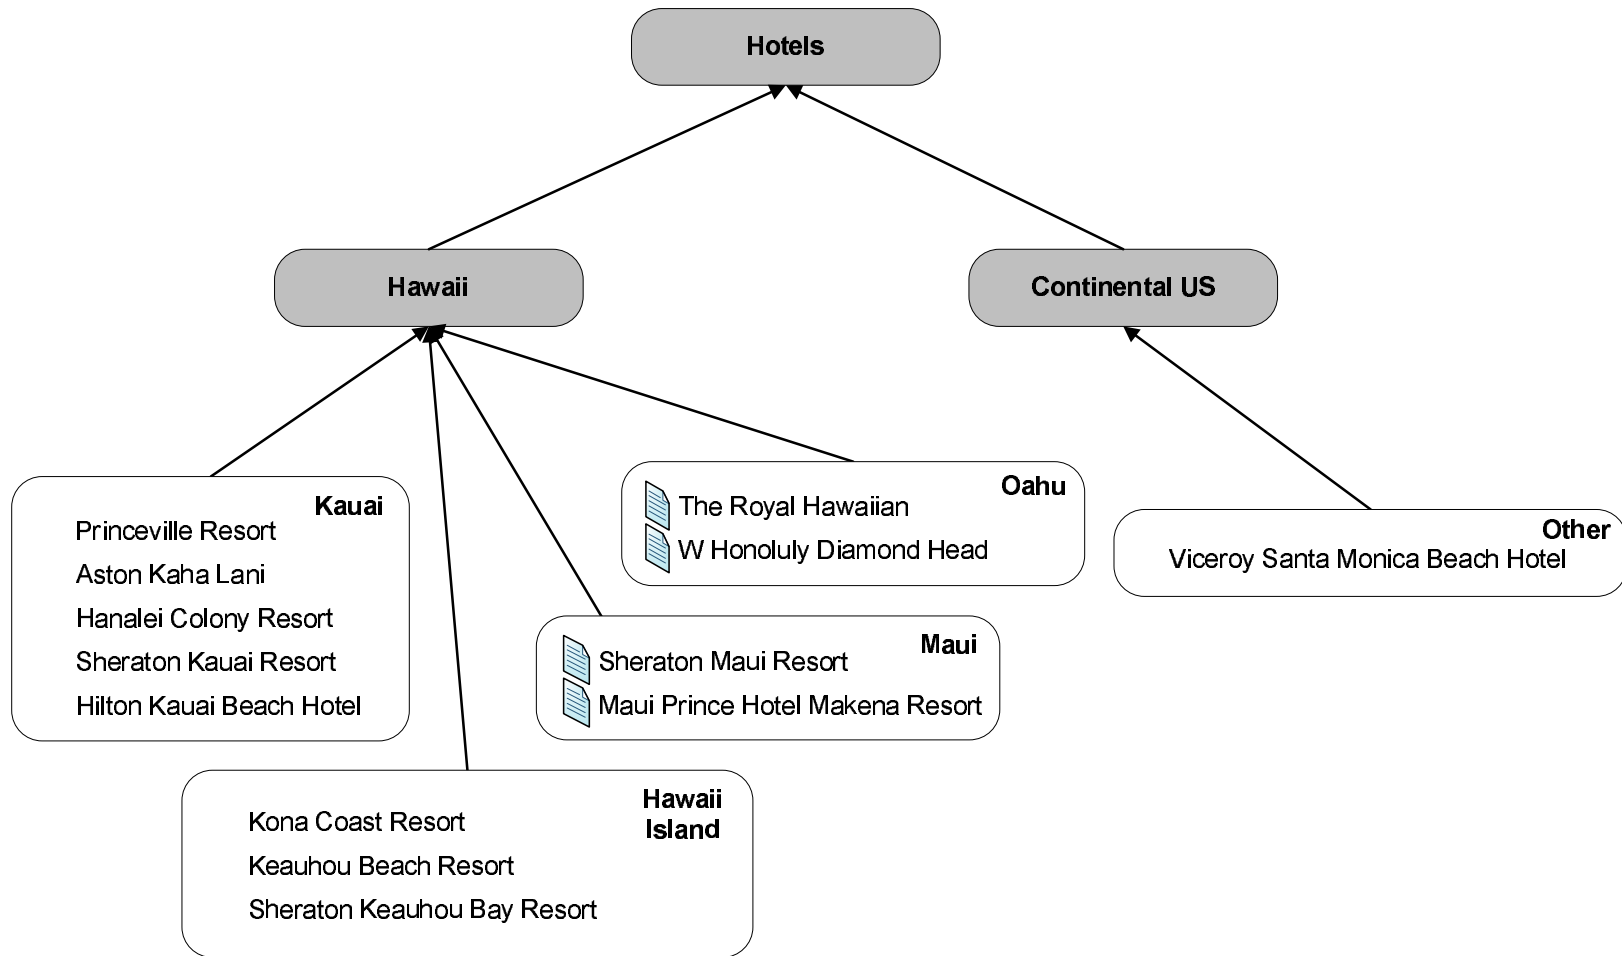 Hotels
Hawaii
Continental US
Kauai
Princeville Resort
Aston Kaha Lani
Hanalei Colony Resort
Sheraton Kauai Resort
Hilton Kauai Beach Hotel
Oahu
The Royal Hawaiian
W Honoluly Diamond Head
Other
Viceroy Santa Monica Beach Hotel
Maui
Sheraton Maui Resort
Maui Prince Hotel Makena Resort
Hawaii
Island
Kona Coast Resort
Keauhou Beach Resort
Sheraton Keauhou Bay Resort